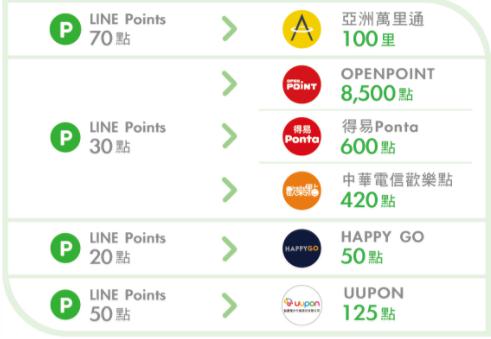 LINE Points
70點
亞洲萬里通
100里
LINE Points
30點
OPEN
POINT
OPENPOINT
8,500點
得易
Ponta
得易Ponta
600點
歡樂點
中華電信歡樂點
420點
LINE Points
20點
HAPPYGO
HAPPY GO
50點
LINE Points
50點
uupon
UUPON
125點